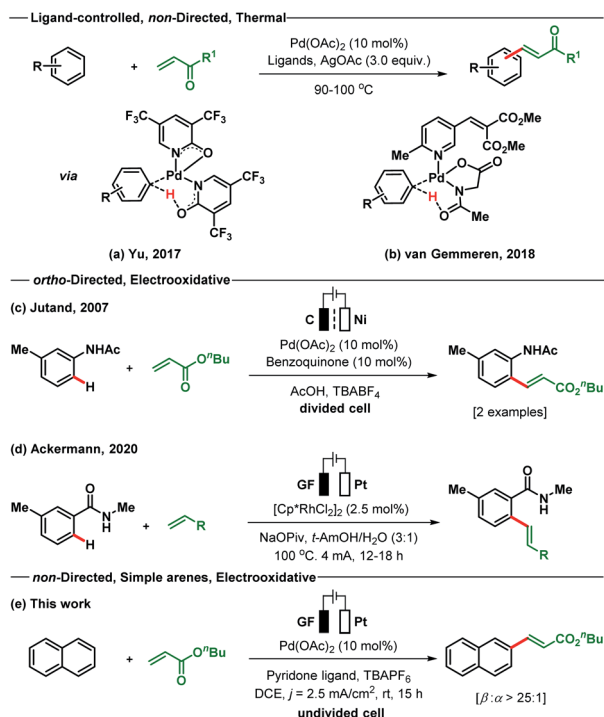 Ligand-controlled, non-Directed, Thermal
R
+
O
R¹
Pd(OAc)₂ (10 mol%)
Ligands, AgOAc (3.0 equiv.)
90-100 °C
R
O
R¹
via
CF₃
CF₃
N
O
Pd
H
N
R
O
CF₃
CF₃
CO₂Me
CO₂Me
Me
N
O
O
Pd
H
N
R
O
Me
(a) Yu, 2017
(b) van Gemmeren, 2018
ortho-Directed, Electrooxidative
(c) Jutand, 2007
C
Ni
Me
NHAc
H
+
OⁿBu
O
Pd(OAc)₂ (10 mol%)
Benzoquinone (10 mol%)
AcOH, TBABF₄
divided cell
Me
NHAc
CO₂ⁿBu
[2 examples]
(d) Ackermann, 2020
GF
Pt
Me
O
N
H
Me
H
+
R
[Cp*RhCl₂]₂ (2.5 mol%)
NaOPiv, t-AmOH/H₂O (3:1)
100 °C. 4 mA, 12-18 h
Me
O
N
H
Me
R
non-Directed, Simple arenes, Electrooxidative
(e) This work
GF
Pt
+
OⁿBu
O
Pd(OAc)₂ (10 mol%)
Pyridone ligand, TBAPF₆
DCE, j = 2.5 mA/cm², rt, 15 h
undivided cell
CO₂ⁿBu
[β:α > 25:1]